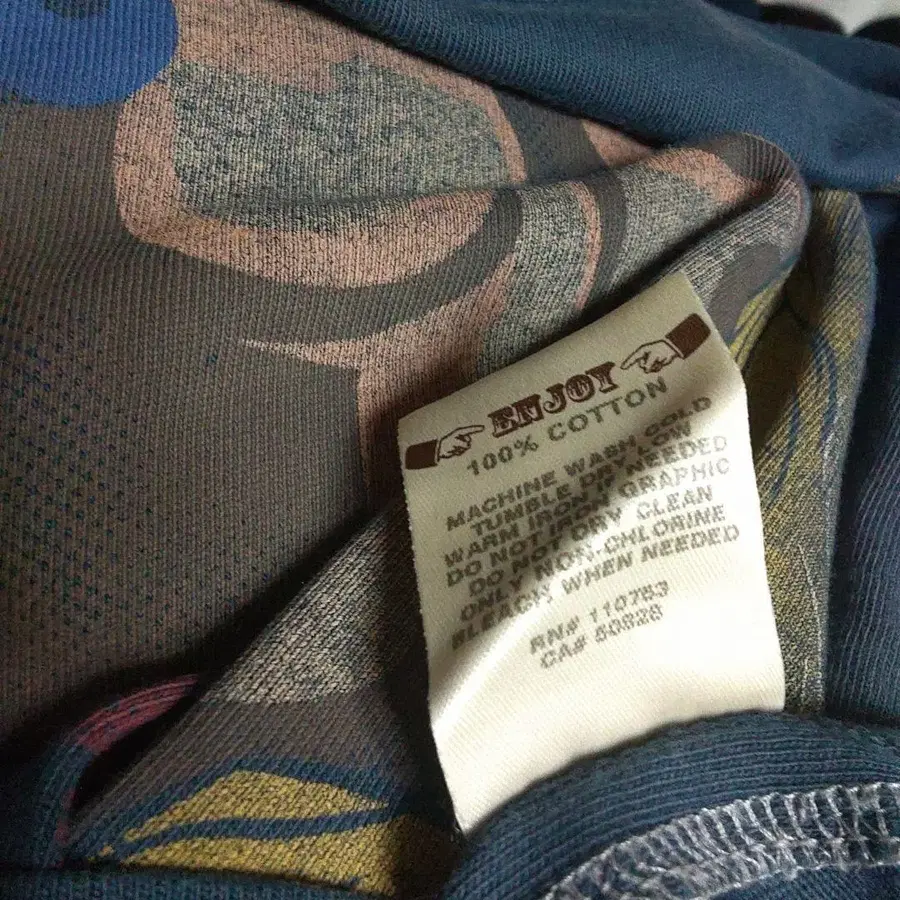 ENJOY
100% COTTON
MACHINE WASH COLD
TUMBLE DRY LOW
WARM IRON IF NEEDED
DO NOT IRON GRAPHIC
DO NOT DRY CLEAN
ONLY NON-CHLORINE
BLEACH WHEN NEEDED
RN# 110783
CA# 50828